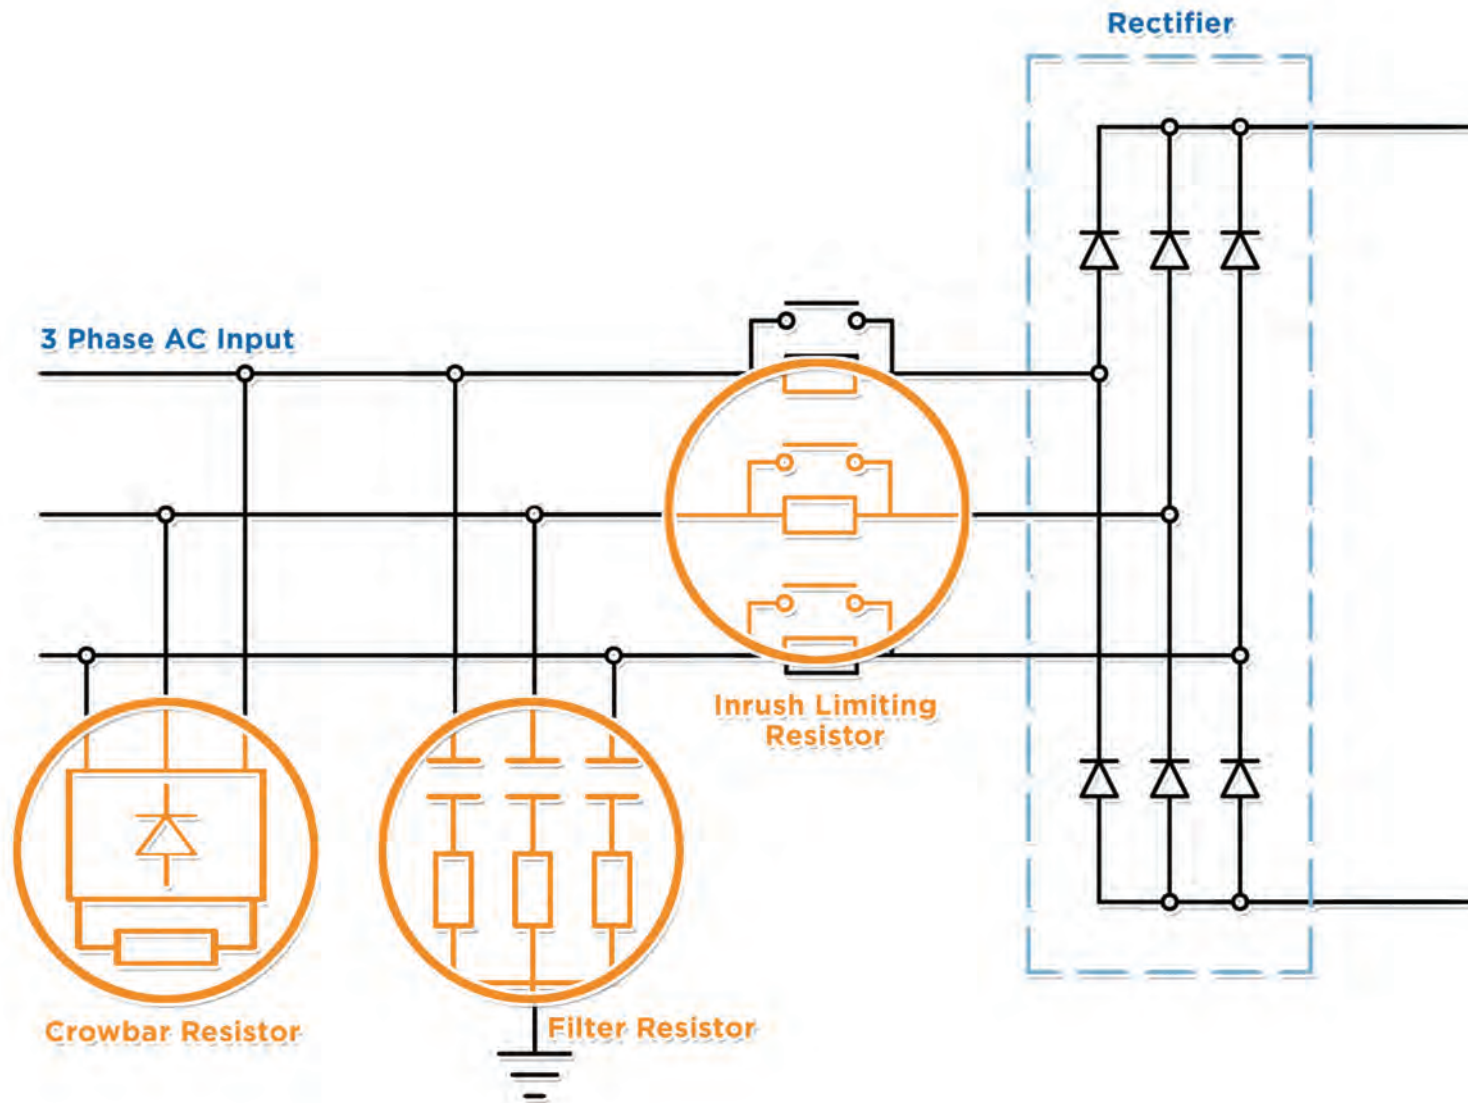 Rectifier
3 Phase AC Input
Inrush Limiting
Resistor
Crowbar Resistor
Filter Resistor